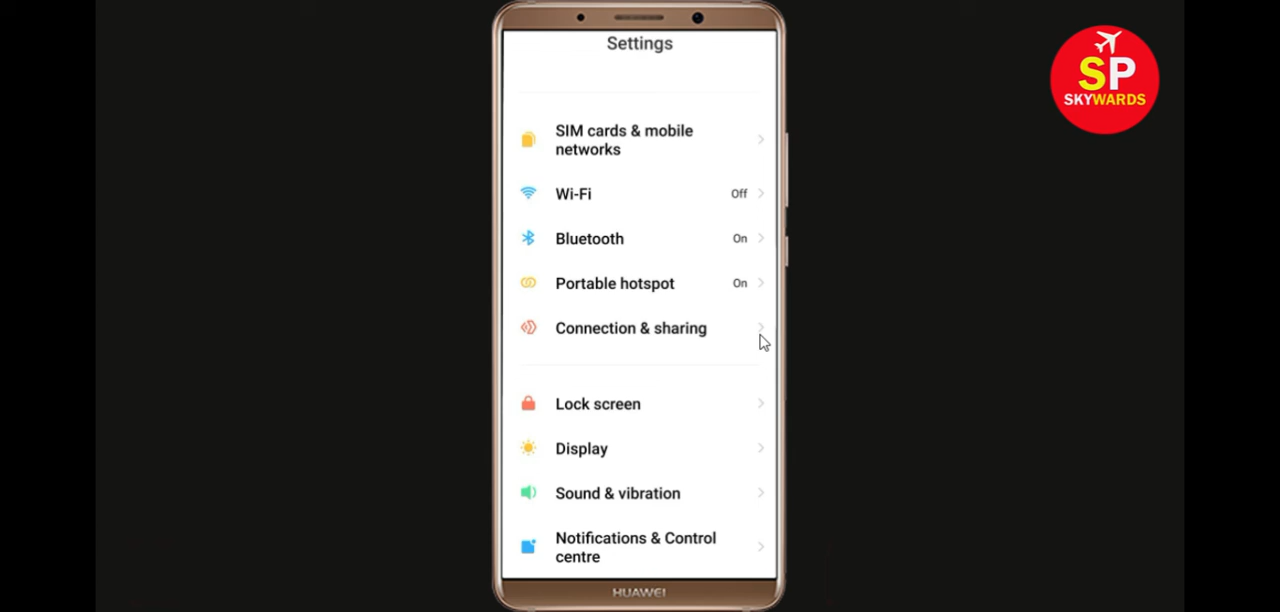 Settings
SP
SKYWARDS
SIM cards & mobile
networks
Wi-Fi Off
Bluetooth On
Portable hotspot On
Connection & sharing
Lock screen
Display
Sound & vibration
Notifications & Control
centre
HUAWEI